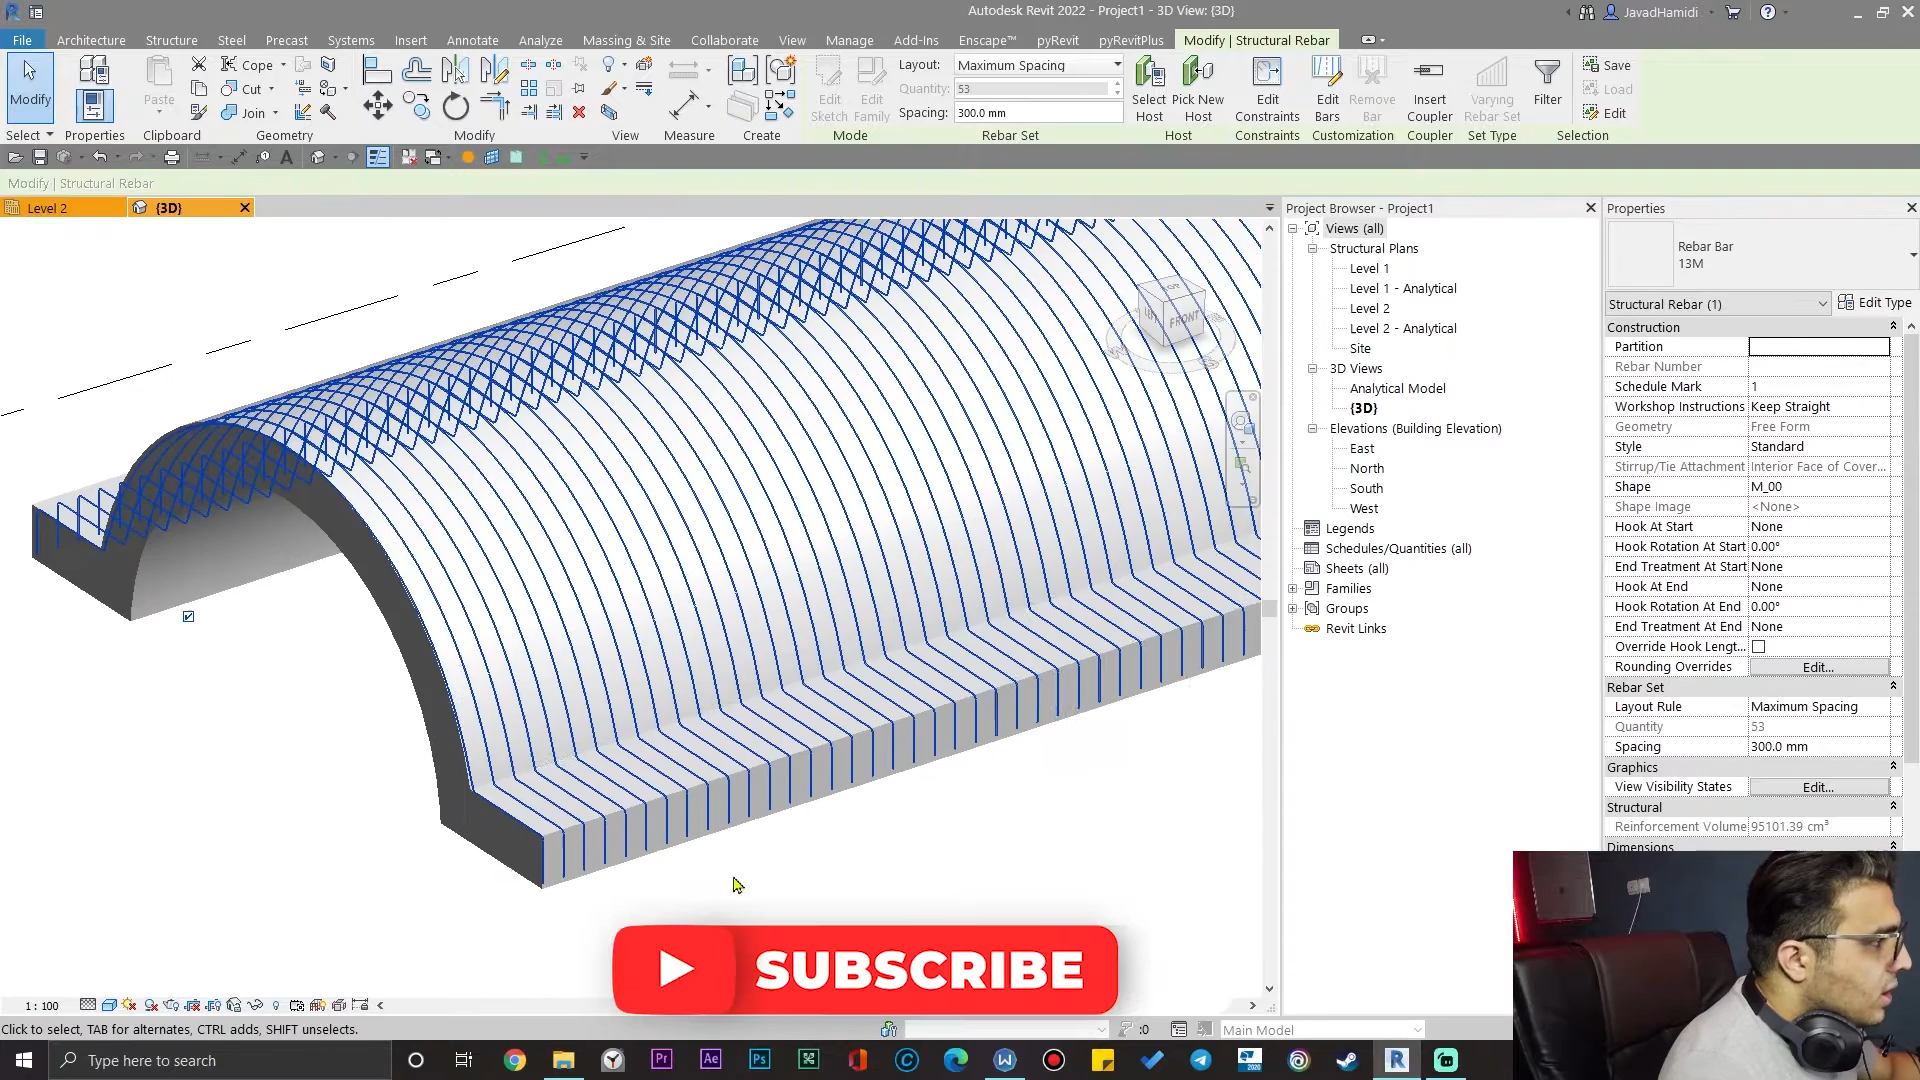 Autodesk Revit 2022 - Project1 - 3D View: {3D}
JavadHamidi
File Architecture Structure Steel Precast Systems Insert Annotate Analyze Massing & Site Collaborate View Manage Add-Ins Enscape™ pyRevit pyRevitPlus Modify | Structural Rebar
Modify
Select
Properties
Paste
Cope
Cut
Join
Clipboard
Geometry
Modify
View
Measure
Create
Edit Sketch
Edit Family
Mode
Layout: Maximum Spacing
Quantity: 53
Spacing: 300.0 mm
Rebar Set
Select Host
Pick New Host
Host
Edit Constraints
Constraints
Edit Bars
Remove Bar
Customization
Insert Coupler
Coupler
Varying Rebar Set
Set Type
Filter
Save
Load
Edit
Selection
Modify | Structural Rebar
Level 2
{3D}
TOP
LEFT
FRONT
Project Browser - Project1
Views (all)
Structural Plans
Level 1
Level 1 - Analytical
Level 2
Level 2 - Analytical
Site
3D Views
Analytical Model
{3D}
Elevations (Building Elevation)
East
North
South
West
Legends
Schedules/Quantities (all)
Sheets (all)
Families
Groups
Revit Links
Properties
Rebar Bar
13M
Structural Rebar (1)
Edit Type
Construction
Partition
Rebar Number
Schedule Mark 1
Workshop Instructions Keep Straight
Geometry Free Form
Style Standard
Stirrup/Tie Attachment Interior Face of Cover...
Shape M_00
Shape Image <None>
Hook At Start None
Hook Rotation At Start 0.00°
End Treatment At Start None
Hook At End None
Hook Rotation At End 0.00°
End Treatment At End None
Override Hook Lengt...
Rounding Overrides Edit...
Rebar Set
Layout Rule Maximum Spacing
Quantity 53
Spacing 300.0 mm
Graphics
View Visibility States Edit...
Structural
Reinforcement Volume 95101.39 cm³
Dimensions
SUBSCRIBE
1 : 100
Click to select, TAB for alternates, CTRL adds, SHIFT unselects.
:0
Main Model
Type here to search
Pr
Ae
Ps
2020
R